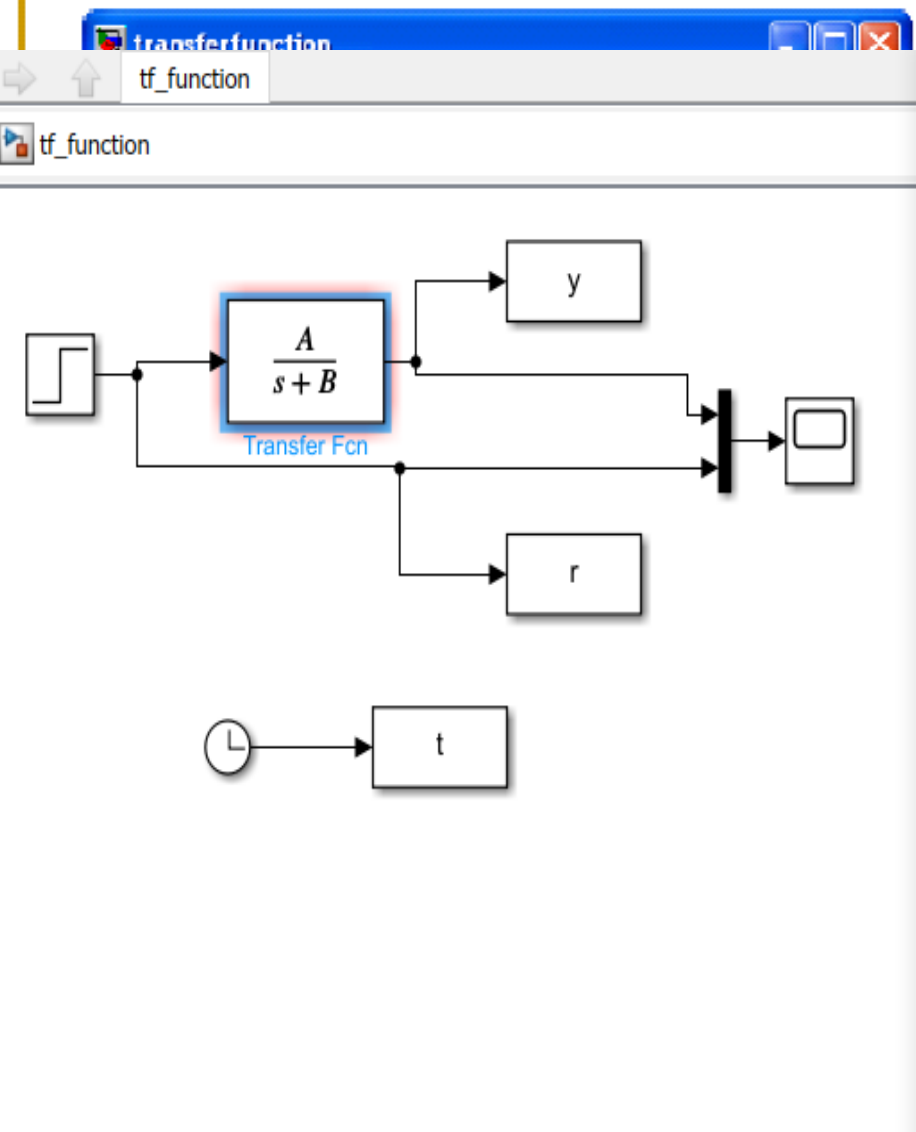 transferfunction
tf_function
tf_function
y
A
s + B
Transfer Fcn
r
t